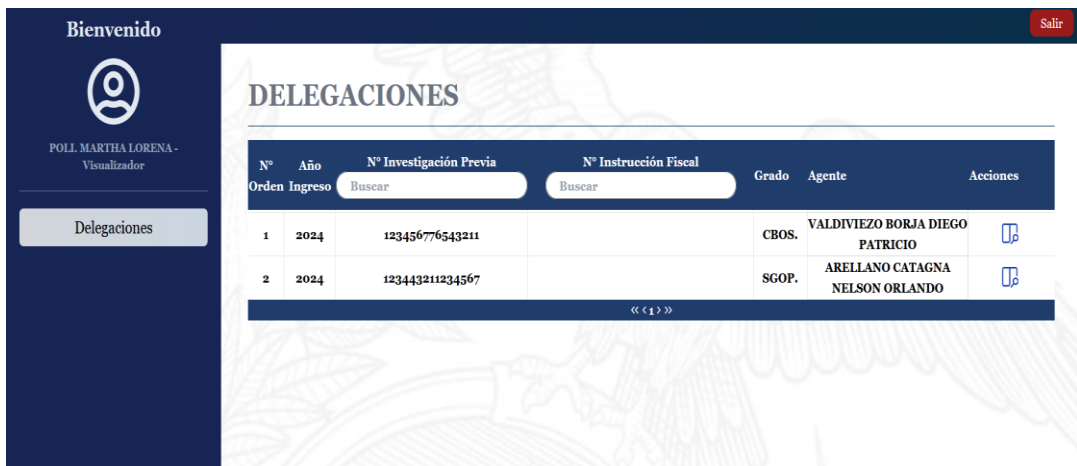 Bienvenido
Salir
POLI. MARTHA LORENA -
Visualizador
Delegaciones
DELEGACIONES
N° Orden Año Ingreso N° Investigación Previa N° Instrucción Fiscal Grado Agente Acciones
Buscar Buscar
1 2024 123456776543211 CBOS. VALDIVIEZO BORJA DIEGO
PATRICIO
2 2024 123443211234567 SGOP. ARELLANO CATAGNA
NELSON ORLANDO
«‹1›»